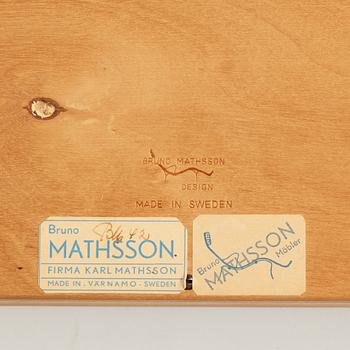 BRUNO MATHSSON
DESIGN
MADE IN SWEDEN
Bruno
MATHSSON
FIRMA KARL MATHSSON
MADE IN . VÄRNAMO - SWEDEN
Bruno
MATHSSON
Möbler